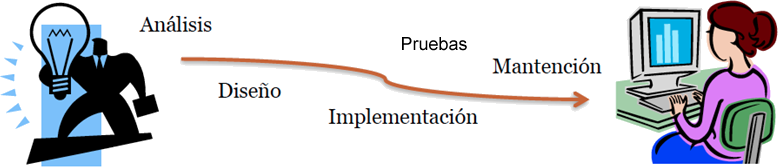 Análisis
Diseño
Pruebas
Implementación
Mantención